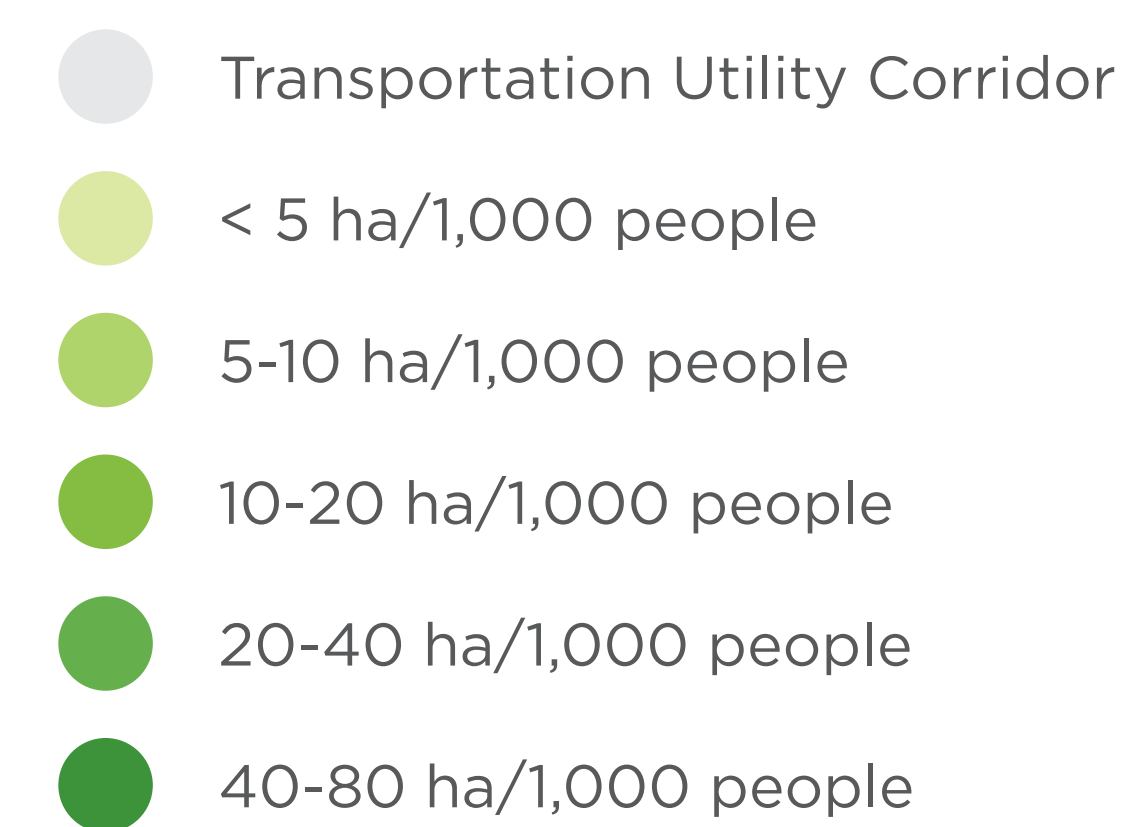 Transportation Utility Corridor
< 5 ha/1,000 people
5-10 ha/1,000 people
10-20 ha/1,000 people
20-40 ha/1,000 people
40-80 ha/1,000 people